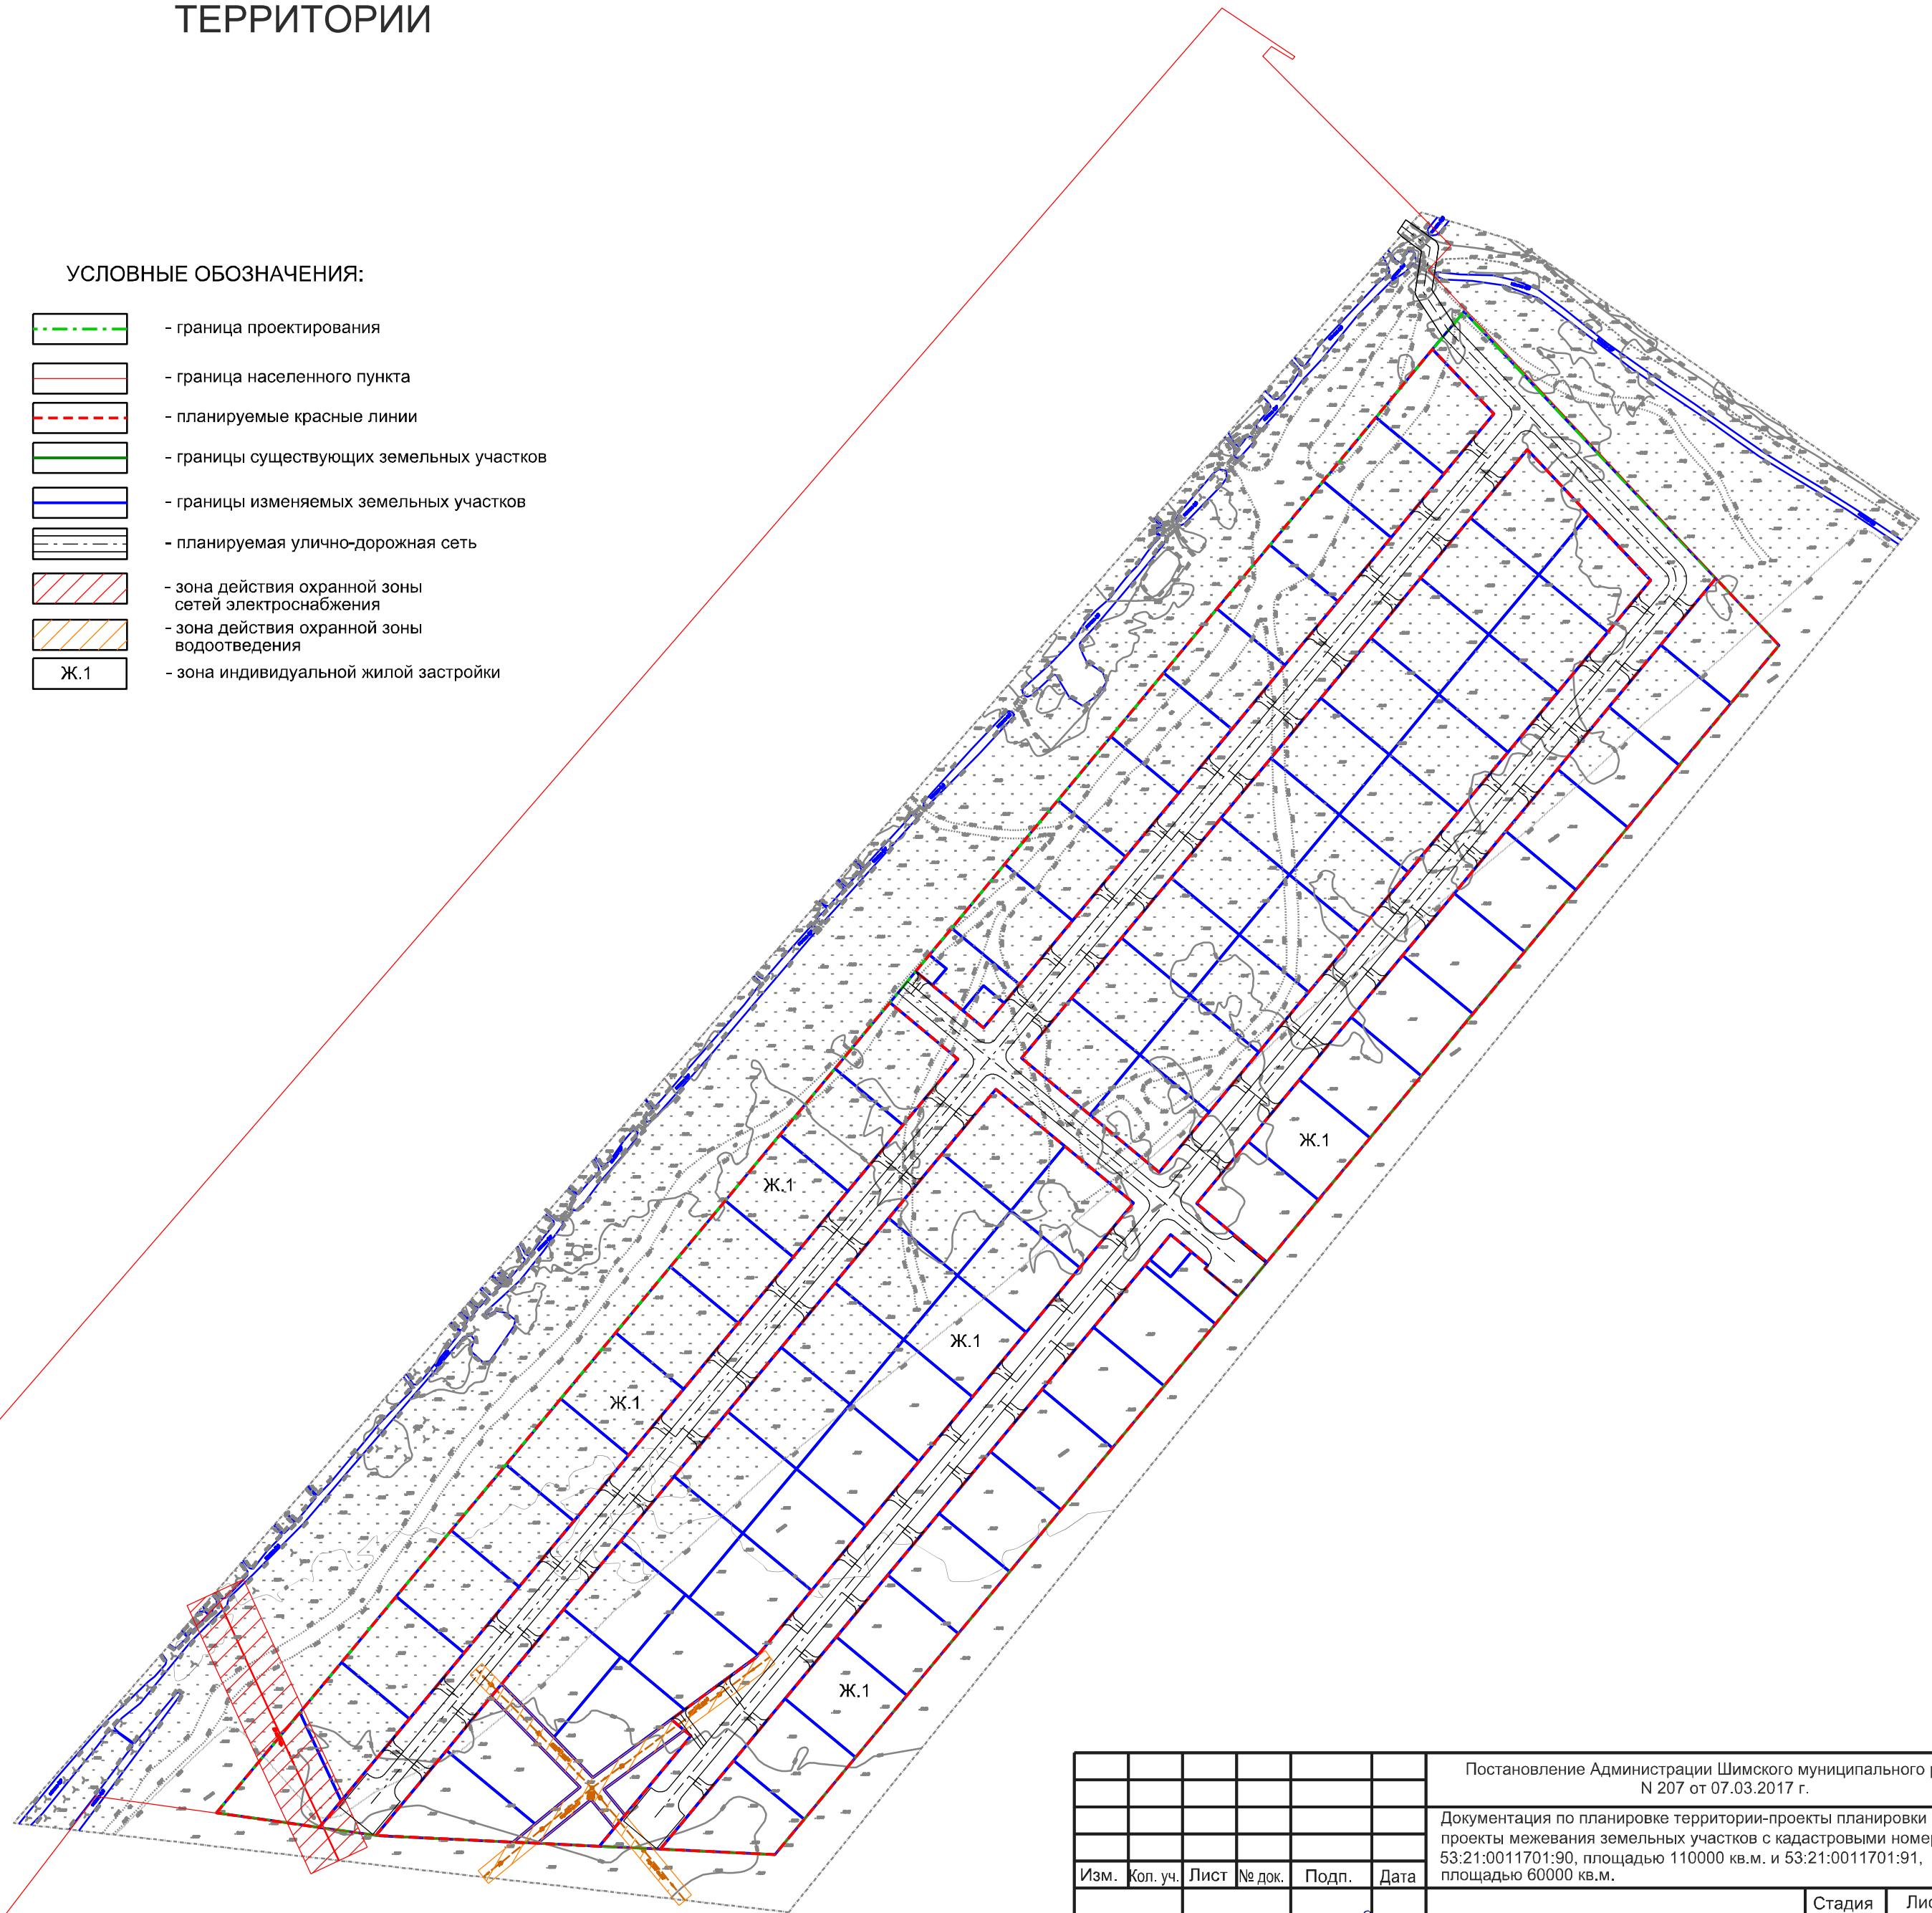 ТЕРРИТОРИИ
УСЛОВНЫЕ ОБОЗНАЧЕНИЯ:
- граница проектирования
- граница населенного пункта
- планируемые красные линии
- границы существующих земельных участков
- границы изменяемых земельных участков
- планируемая улично-дорожная сеть
- зона действия охранной зоны
сетей электроснабжения
- зона действия охранной зоны
водоотведения
Ж.1 - зона индивидуальной жилой застройки
Ж.1
Ж.1
Ж.1
Ж.1
Ж.1
Постановление Администрации Шимского муниципального р
N 207 от 07.03.2017 г.
Документация по планировке территории-проекты планировки
проекты межевания земельных участков с кадастровыми номер
53:21:0011701:90, площадью 110000 кв.м. и 53:21:0011701:91,
площадью 60000 кв.м.
Изм. Кол. уч. Лист № док. Подп. Дата
Стадия Лис